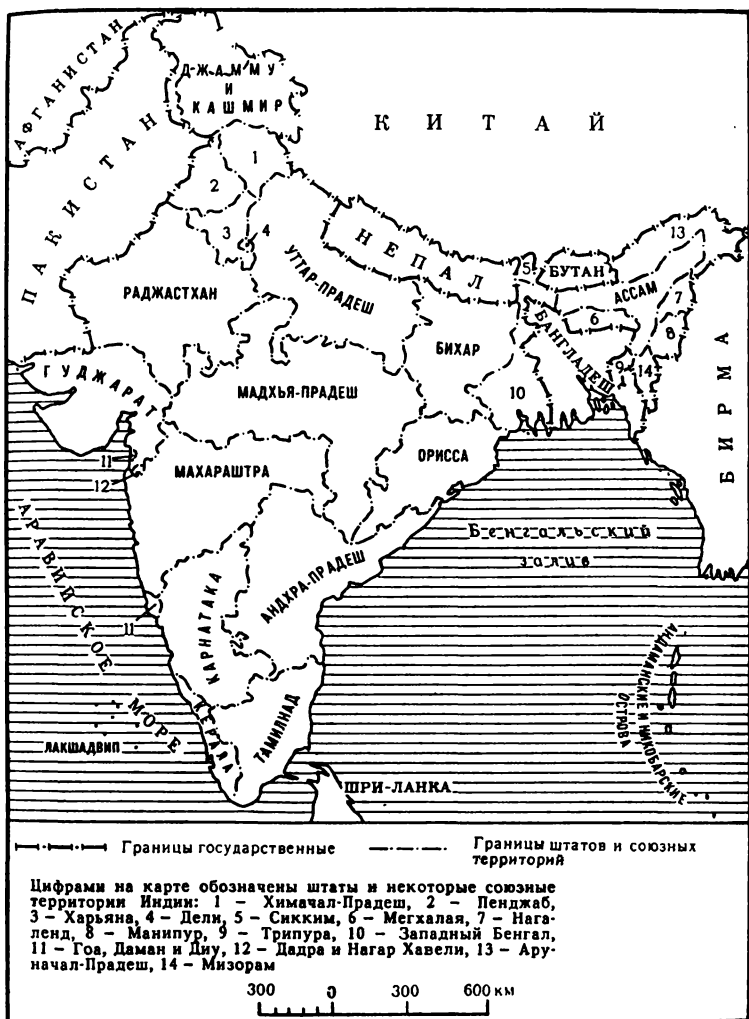 АФГАНИСТАН
ДЖАММУ
И
КАШМИР
КИТАЙ
ПАКИСТАН
1
2
3
4
НЕПАЛ
5
БУТАН
13
УТТАР-ПРАДЕШ
АССАМ
7
6
8
РАДЖАСТХАН
БИХАР
БАНГЛАДЕШ
9
14
БИРМА
ГУДЖАРАТ
МАДХЬЯ-ПРАДЕШ
10
11
12
МАХАРАШТРА
ОРИССА
АРАВИЙСКОЕ МОРЕ
Бенгальский
залив
АНДХРА-ПРАДЕШ
11
КАРНАТАКА
КЕРАЛА
ТАМИЛНАД
ЛАКШАДВИП
АНДАМАНСКИЕ И НИКОБАРСКИЕ
ОСТРОВА
ШРИ-ЛАНКА
Границы государственные
Границы штатов и союзных
территорий
Цифрами на карте обозначены штаты и некоторые союзные
территории Индии: 1 – Химачал-Прадеш, 2 – Пенджаб,
3 – Харьяна, 4 – Дели, 5 – Сикким, 6 – Мегхалая, 7 – Нага-
ленд, 8 – Манипур, 9 – Трипура, 10 – Западный Бенгал,
11 – Гоа, Даман и Диу, 12 – Дадра и Нагар Хавели, 13 – Ару-
начал-Прадеш, 14 – Мизорам
300 0 300 600 км